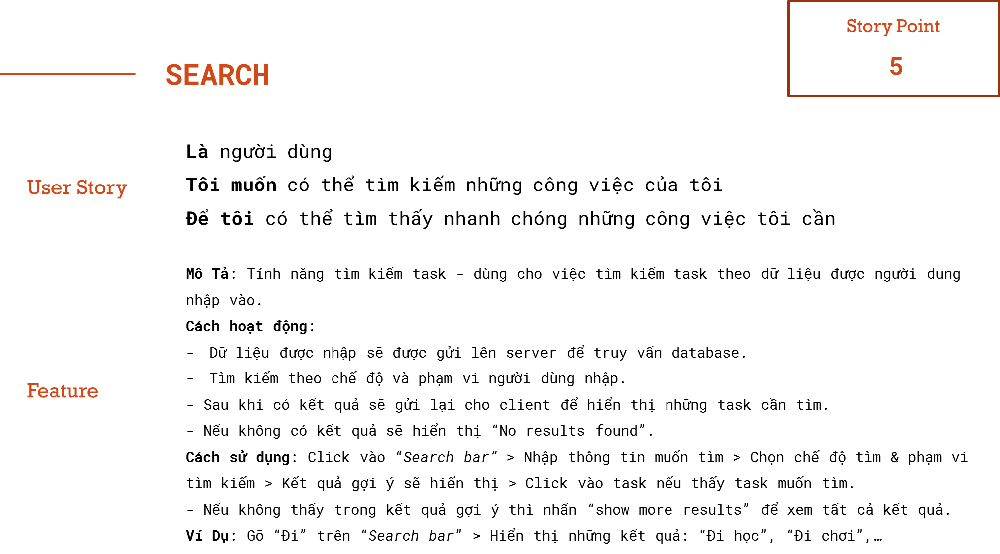 Story Point
5
SEARCH
User Story
Là người dùng
Tôi muốn có thể tìm kiếm những công việc của tôi
Để tôi có thể tìm thấy nhanh chóng những công việc tôi cần
Feature
Mô Tả: Tính năng tìm kiếm task - dùng cho việc tìm kiếm task theo dữ liệu được người dung
nhập vào.
Cách hoạt động:
- Dữ liệu được nhập sẽ được gửi lên server để truy vấn database.
- Tìm kiếm theo chế độ và phạm vi người dùng nhập.
- Sau khi có kết quả sẽ gửi lại cho client để hiển thị những task cần tìm.
- Nếu không có kết quả sẽ hiển thị “No results found”.
Cách sử dụng: Click vào “Search bar” > Nhập thông tin muốn tìm > Chọn chế độ tìm & phạm vi
tìm kiếm > Kết quả gợi ý sẽ hiển thị > Click vào task nếu thấy task muốn tìm.
- Nếu không thấy trong kết quả gợi ý thì nhấn “show more results” để xem tất cả kết quả.
Ví Dụ: Gõ “Đi” trên “Search bar” > Hiển thị những kết quả: “Đi học”, “Đi chơi”,…